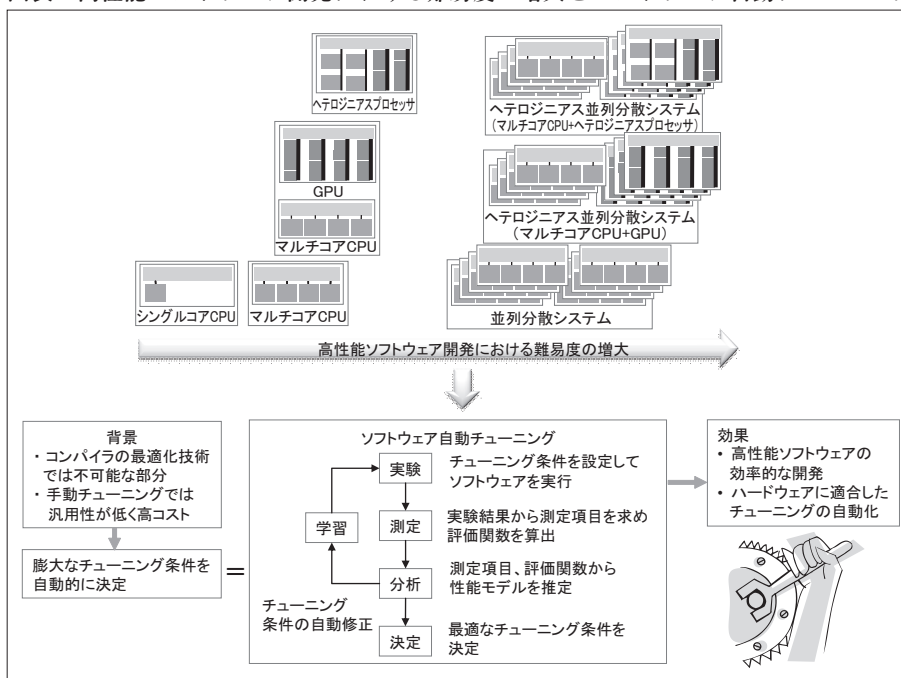 ヘテロジニアスプロセッサ
ヘテロジニアス並列分散システム
(マルチコアCPU+ヘテロジニアスプロセッサ)
GPU
マルチコアCPU
ヘテロジニアス並列分散システム
(マルチコアCPU+GPU)
シングルコアCPU
マルチコアCPU
並列分散システム
高性能ソフトウェア開発における難易度の増大
背景
・コンパイラの最適化技術
では不可能な部分
・手動チューニングでは
汎用性が低く高コスト
膨大なチューニング条件を
自動的に決定
=
ソフトウェア自動チューニング
実験
チューニング条件を設定して
ソフトウェアを実行
学習
測定
実験結果から測定項目を求め
評価関数を算出
分析
測定項目、評価関数から
性能モデルを推定
チューニング
条件の自動修正
決定
最適なチューニング条件を
決定
効果
• 高性能ソフトウェアの
効率的な開発
• ハードウェアに適合した
チューニングの自動化